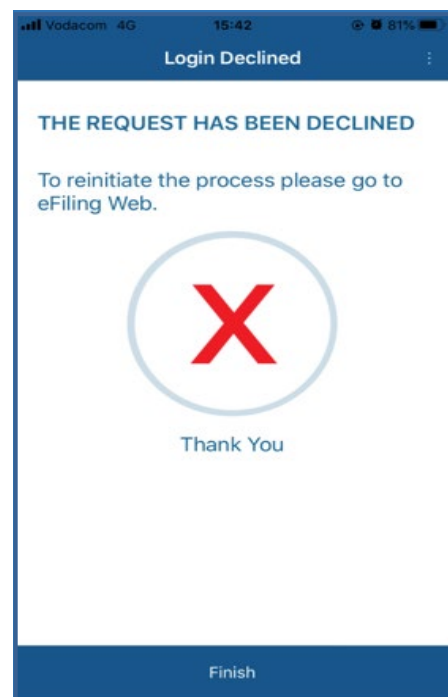 Vodacom 4G 15:42 81%
Login Declined
THE REQUEST HAS BEEN DECLINED
To reinitiate the process please go to
eFiling Web.
X
Thank You
Finish